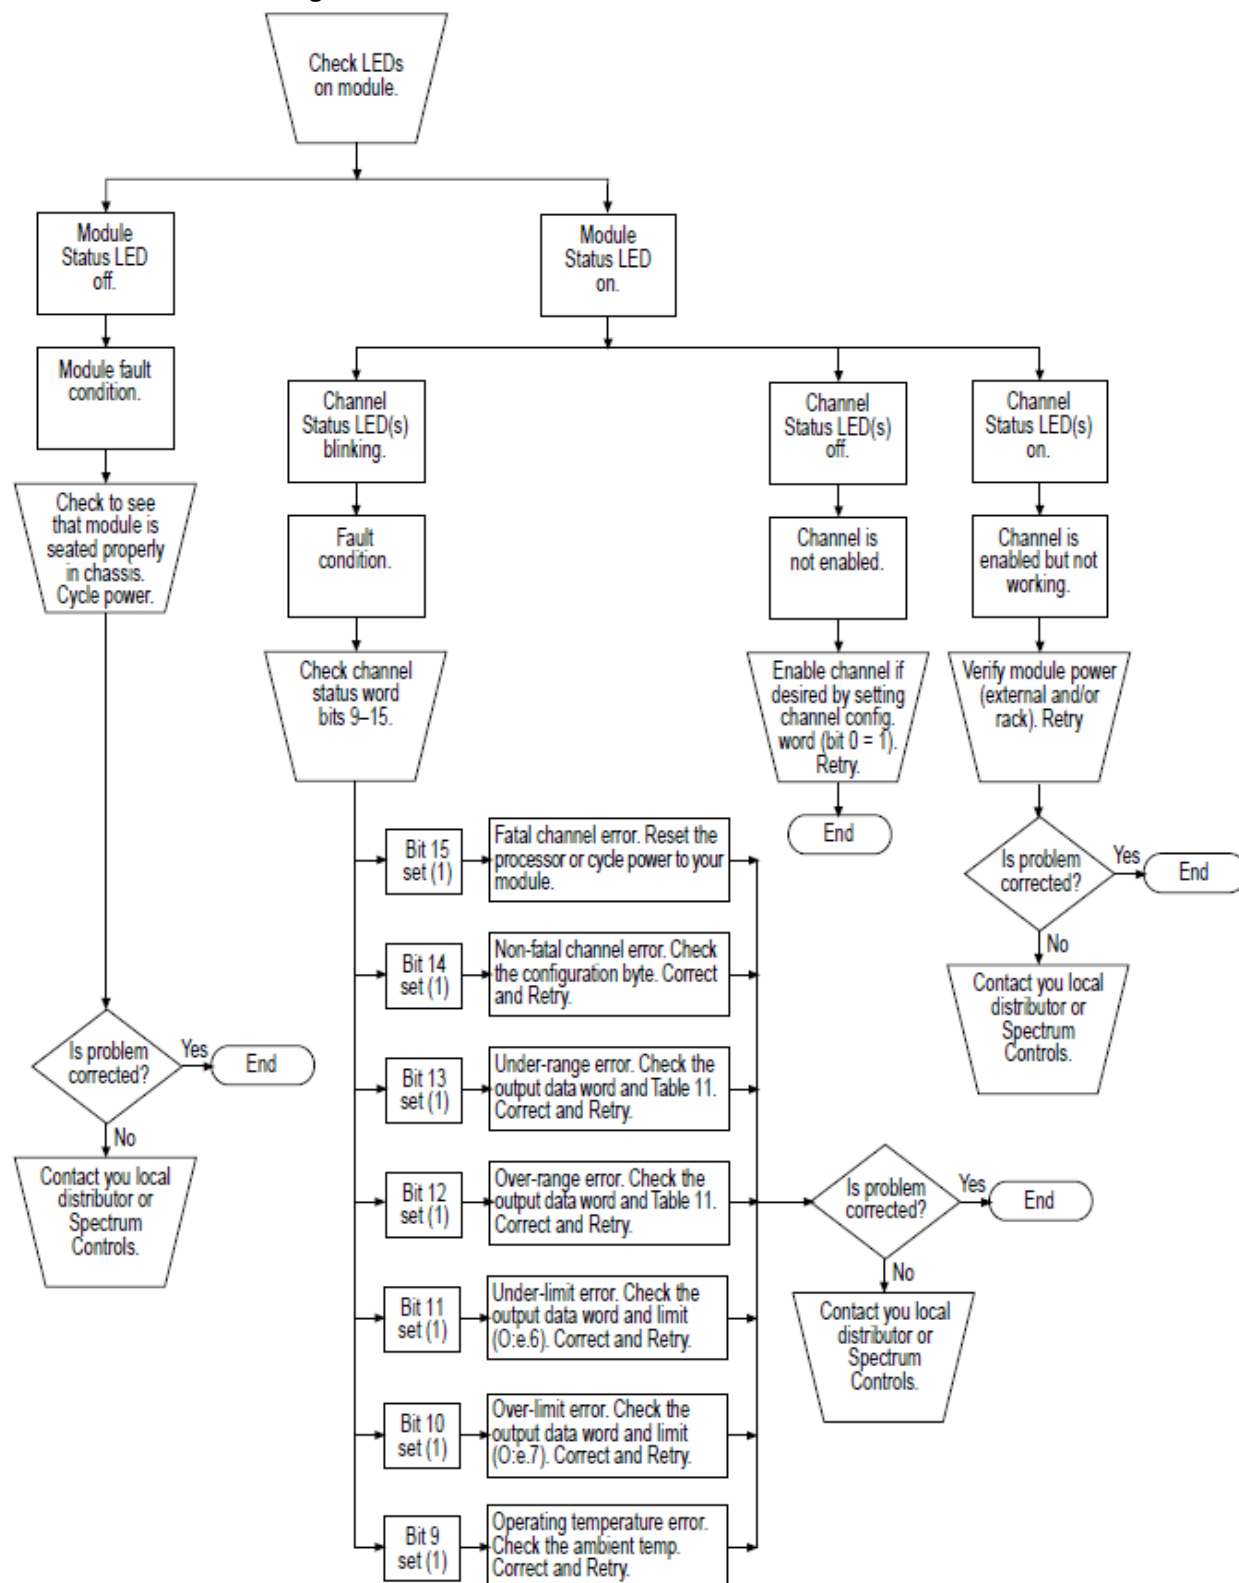 Check LEDs
on module.
Module
Status LED
off.
Module
Status LED
on.
Module fault
condition.
Channel
Status LED(s)
blinking.
Channel
Status LED(s)
off.
Channel
Status LED(s)
on.
Check to see
that module is
seated properly
in chassis.
Cycle power.
Fault
condition.
Channel is
not enabled.
Channel is
enabled but not
working.
Check channel
status word
bits 9–15.
Enable channel if
desired by setting
channel config.
word (bit 0 = 1).
Retry.
Verify module power
(external and/or
rack). Retry
End
Bit 15
set (1)
Fatal channel error. Reset the
processor or cycle power to your
module.
Is problem
corrected?
Yes
End
No
Bit 14
set (1)
Non-fatal channel error. Check
the configuration byte. Correct
and Retry.
Contact you local
distributor or
Spectrum
Controls.
Is problem
corrected?
Yes
End
No
Bit 13
set (1)
Under-range error. Check the
output data word and Table 11.
Correct and Retry.
Contact you local
distributor or
Spectrum
Controls.
Bit 12
set (1)
Over-range error. Check the
output data word and Table 11.
Correct and Retry.
Is problem
corrected?
Yes
End
No
Bit 11
set (1)
Under-limit error. Check the
output data word and limit
(O:e.6). Correct and Retry.
Contact you local
distributor or
Spectrum
Controls.
Bit 10
set (1)
Over-limit error. Check the
output data word and limit
(O:e.7). Correct and Retry.
Bit 9
set (1)
Operating temperature error.
Check the ambient temp.
Correct and Retry.